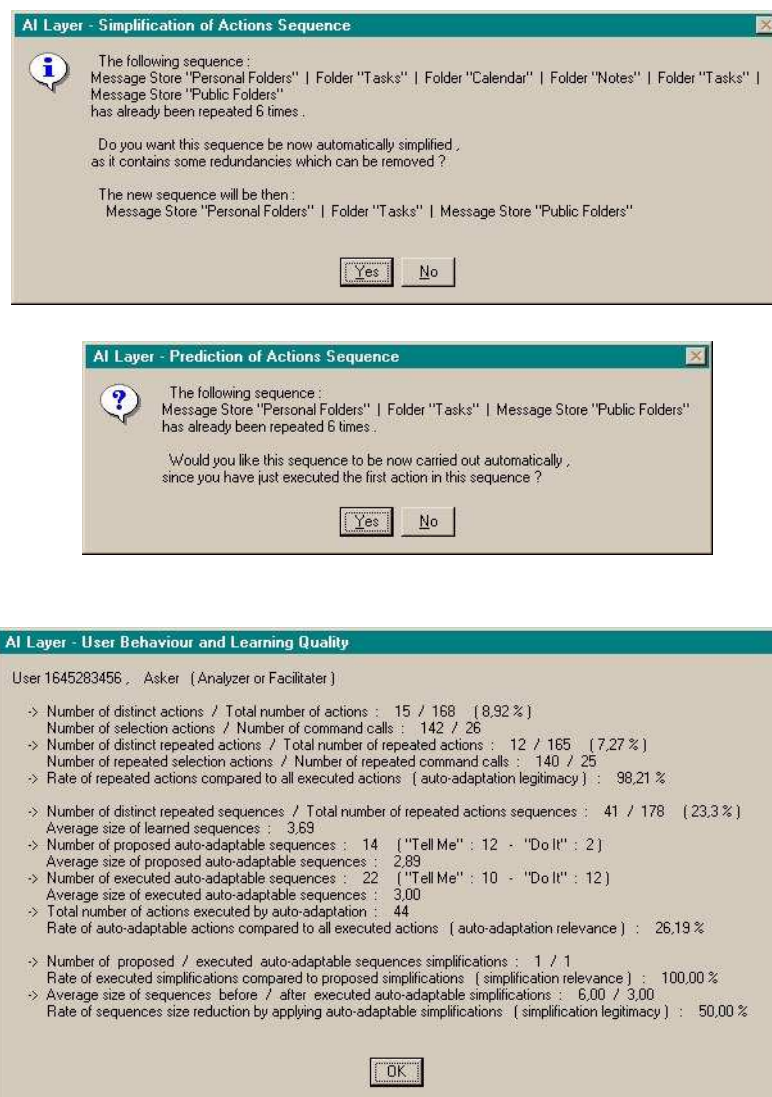 AI Layer - Simplification of Actions Sequence
The following sequence :
Message Store "Personal Folders" | Folder "Tasks" | Folder "Calendar" | Folder "Notes" | Folder "Tasks" |
Message Store "Public Folders"
has already been repeated 6 times .
Do you want this sequence be now automatically simplified ,
as it contains some redundancies which can be removed ?
The new sequence will be then :
Message Store "Personal Folders" | Folder "Tasks" | Message Store "Public Folders"
Yes No
AI Layer - Prediction of Actions Sequence
The following sequence :
Message Store "Personal Folders" | Folder "Tasks" | Message Store "Public Folders"
has already been repeated 6 times .
Would you like this sequence to be now carried out automatically ,
since you have just executed the first action in this sequence ?
Yes No
AI Layer - User Behaviour and Learning Quality
User 1645283456 , Asker ( Analyzer or Facilitater )
-> Number of distinct actions / Total number of actions : 15 / 168 ( 8,92 % )
Number of selection actions / Number of command calls : 142 / 26
-> Number of distinct repeated actions / Total number of repeated actions : 12 / 165 ( 7,27 % )
Number of repeated selection actions / Number of repeated command calls : 140 / 25
-> Rate of repeated actions compared to all executed actions ( auto-adaptation legitimacy ) : 98,21 %
-> Number of distinct repeated sequences / Total number of repeated actions sequences : 41 / 178 ( 23,3 % )
Average size of learned sequences : 3,69
-> Number of proposed auto-adaptable sequences : 14 ( "Tell Me" : 12 - "Do It" : 2 )
Average size of proposed auto-adaptable sequences : 2,89
-> Number of executed auto-adaptable sequences : 22 ( "Tell Me" : 10 - "Do It" : 12 )
Average size of executed auto-adaptable sequences : 3,00
-> Total number of actions executed by auto-adaptation : 44
Rate of auto-adaptable actions compared to all executed actions ( auto-adaptation relevance ) : 26,19 %
-> Number of proposed / executed auto-adaptable sequences simplifications : 1 / 1
Rate of executed simplifications compared to proposed simplifications ( simplification relevance ) : 100,00 %
-> Average size of sequences before / after executed auto-adaptable simplifications : 6,00 / 3,00
Rate of sequences size reduction by applying auto-adaptable simplifications ( simplification legitimacy ) : 50,00 %
OK